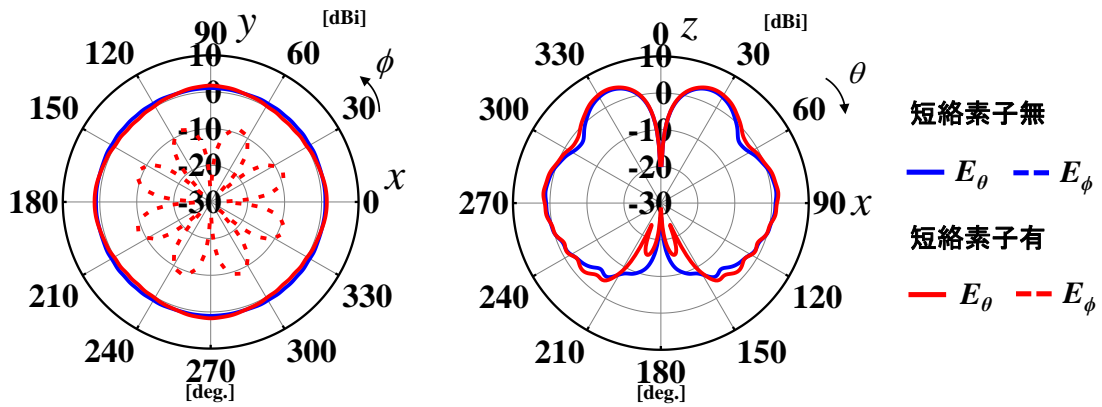 y [dBi]
90
120 60
10
ϕ
150 30
0
-10
-20
180 -30 0 x
210 330
240 300
270
[deg.]
z [dBi]
0
330 30
10
θ
300 60
0
-10
-20
270 -30 90 x
240 120
210 150
180
[deg.]
短絡素子無
Eθ Eϕ
短絡素子有
Eθ Eϕ